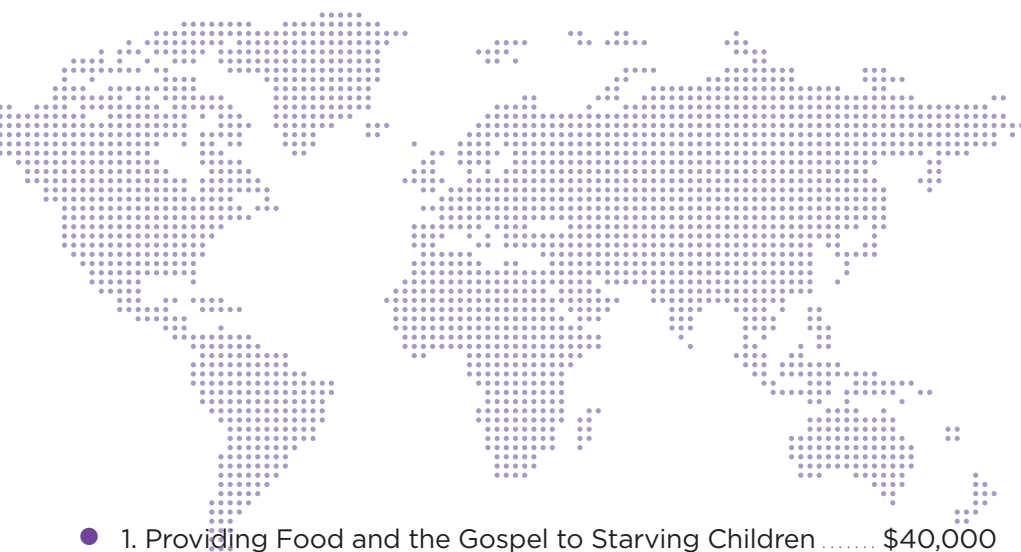 ● 1. Providing Food and the Gospel to Starving Children ....... $40,000